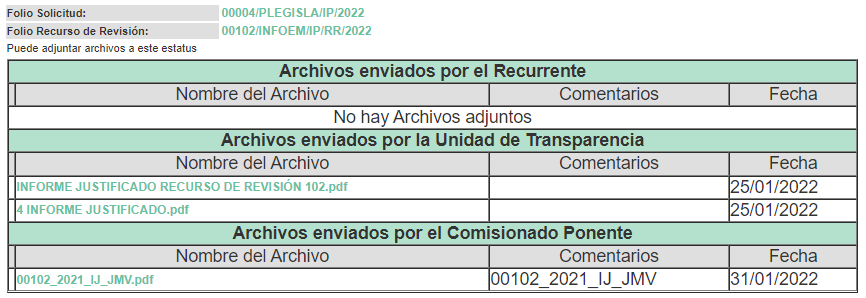 Folio Solicitud: 00004/PLEGISLA/IP/2022
Folio Recurso de Revisión: 00102/INFOEM/IP/RR/2022
Puede adjuntar archivos a este estatus
Archivos enviados por el Recurrente
Nombre del Archivo Comentarios Fecha
No hay Archivos adjuntos
Archivos enviados por la Unidad de Transparencia
Nombre del Archivo Comentarios Fecha
INFORME JUSTIFICADO RECURSO DE REVISIÓN 102.pdf 25/01/2022
4 INFORME JUSTIFICADO.pdf 25/01/2022
Archivos enviados por el Comisionado Ponente
Nombre del Archivo Comentarios Fecha
00102_2021_IJ_JMV.pdf 00102_2021_IJ_JMV 31/01/2022